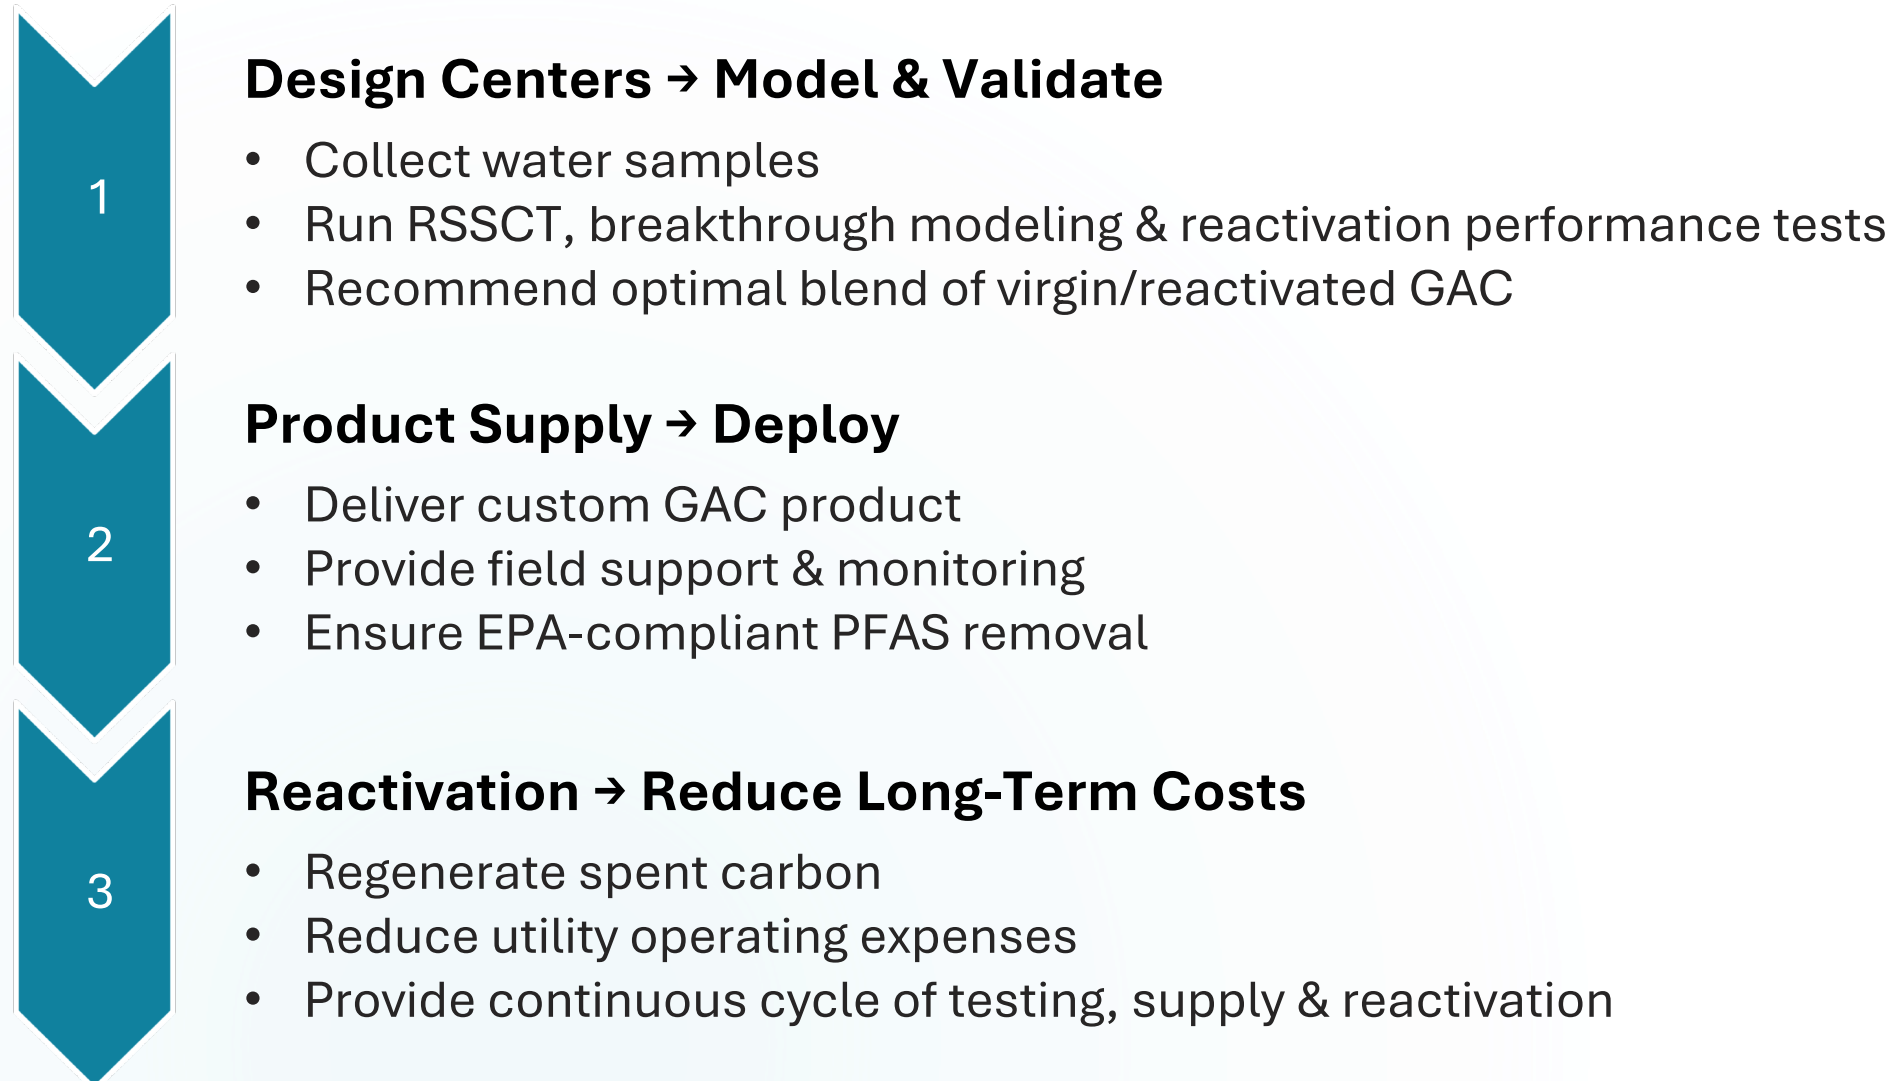 1
Design Centers → Model & Validate
• Collect water samples
• Run RSSCT, breakthrough modeling & reactivation performance tests
• Recommend optimal blend of virgin/reactivated GAC
2
Product Supply → Deploy
• Deliver custom GAC product
• Provide field support & monitoring
• Ensure EPA-compliant PFAS removal
3
Reactivation → Reduce Long-Term Costs
• Regenerate spent carbon
• Reduce utility operating expenses
• Provide continuous cycle of testing, supply & reactivation